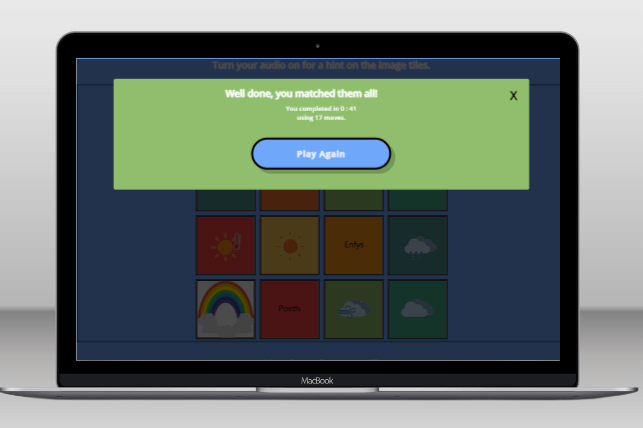 Turn your audio on for a hint on the image tiles.
Well done, you matched them all!
X
You completed in 0 : 41
using 17 moves.
Play Again
Enfys
Poeth
MacBook